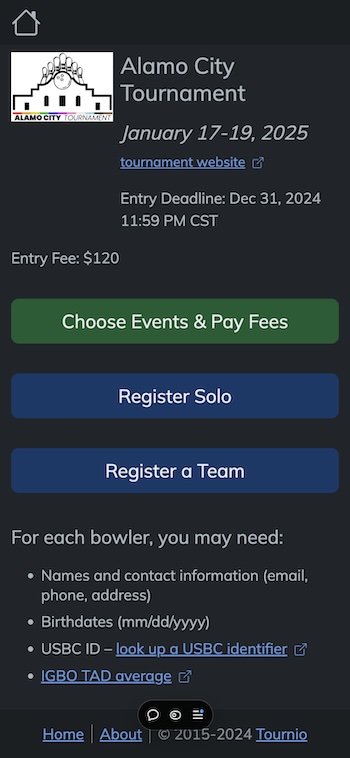 ALAMO CITY TOURNAMENT
Alamo City
Tournament
January 17-19, 2025
tournament website
Entry Deadline: Dec 31, 2024
11:59 PM CST
Entry Fee: $120
Choose Events & Pay Fees
Register Solo
Register a Team
For each bowler, you may need:
• Names and contact information (email,
phone, address)
• Birthdates (mm/dd/yyyy)
• USBC ID – look up a USBC identifier
• IGBO TAD average
Home | About | © 2015-2024 Tournio